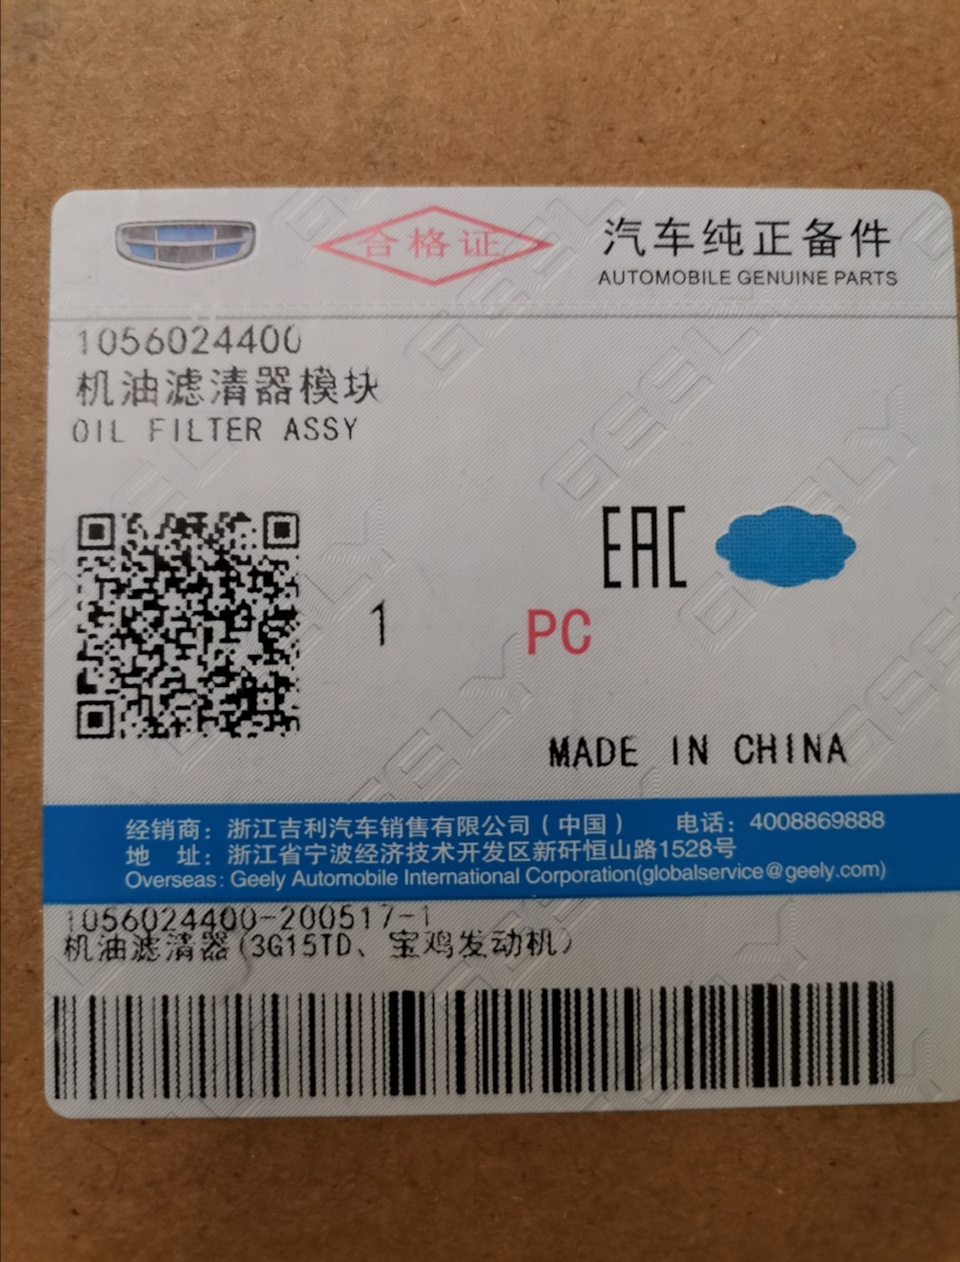 合格证
汽车纯正备件
AUTOMOBILE GENUINE PARTS
1056024400
机油滤清器模块
OIL FILTER ASSY
EAC
1 PC
MADE IN CHINA
经销商：浙江吉利汽车销售有限公司（中国） 电话：4008869888
地 址：浙江省宁波经济技术开发区新矸恒山路1528号
Overseas: Geely Automobile International Corporation(globalservice@geely.com)
1056024400-200517-1
机油滤清器(3G15TD、宝鸡发动机)